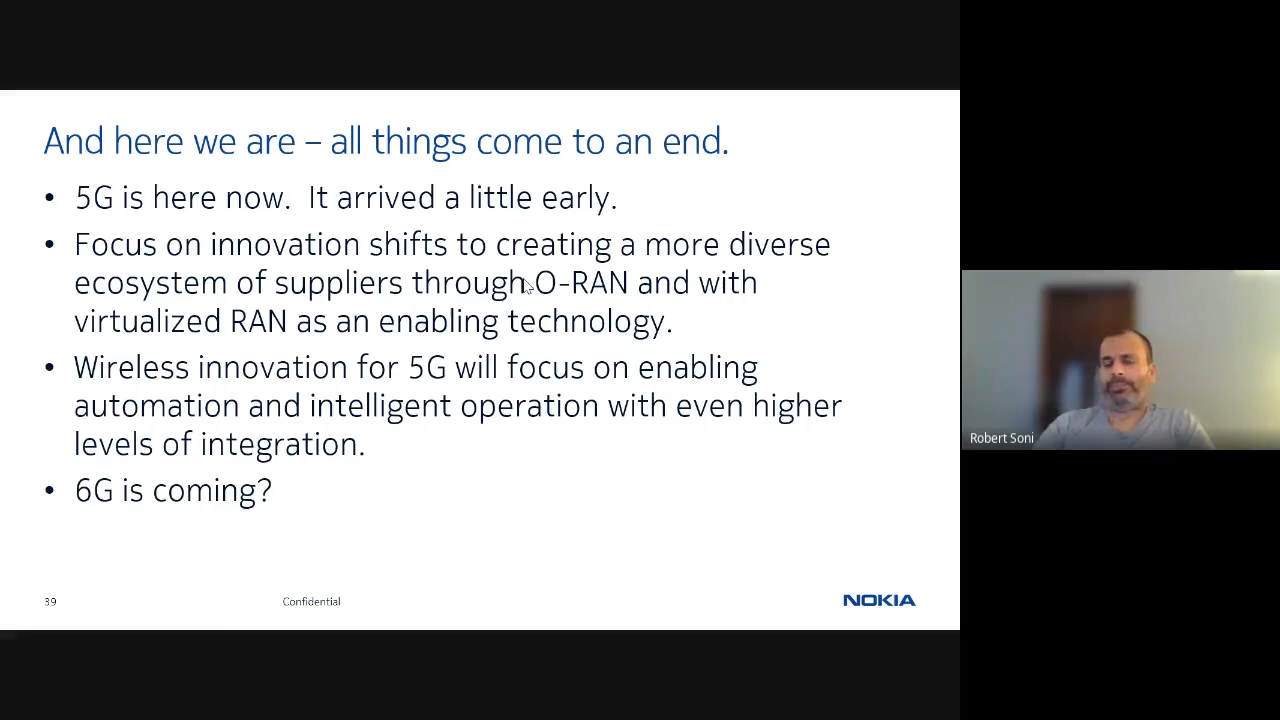 And here we are – all things come to an end.
• 5G is here now.  It arrived a little early.
• Focus on innovation shifts to creating a more diverse
ecosystem of suppliers through O-RAN and with
virtualized RAN as an enabling technology.
• Wireless innovation for 5G will focus on enabling
automation and intelligent operation with even higher
levels of integration.
• 6G is coming?
39 Confidential NOKIA
Robert Soni